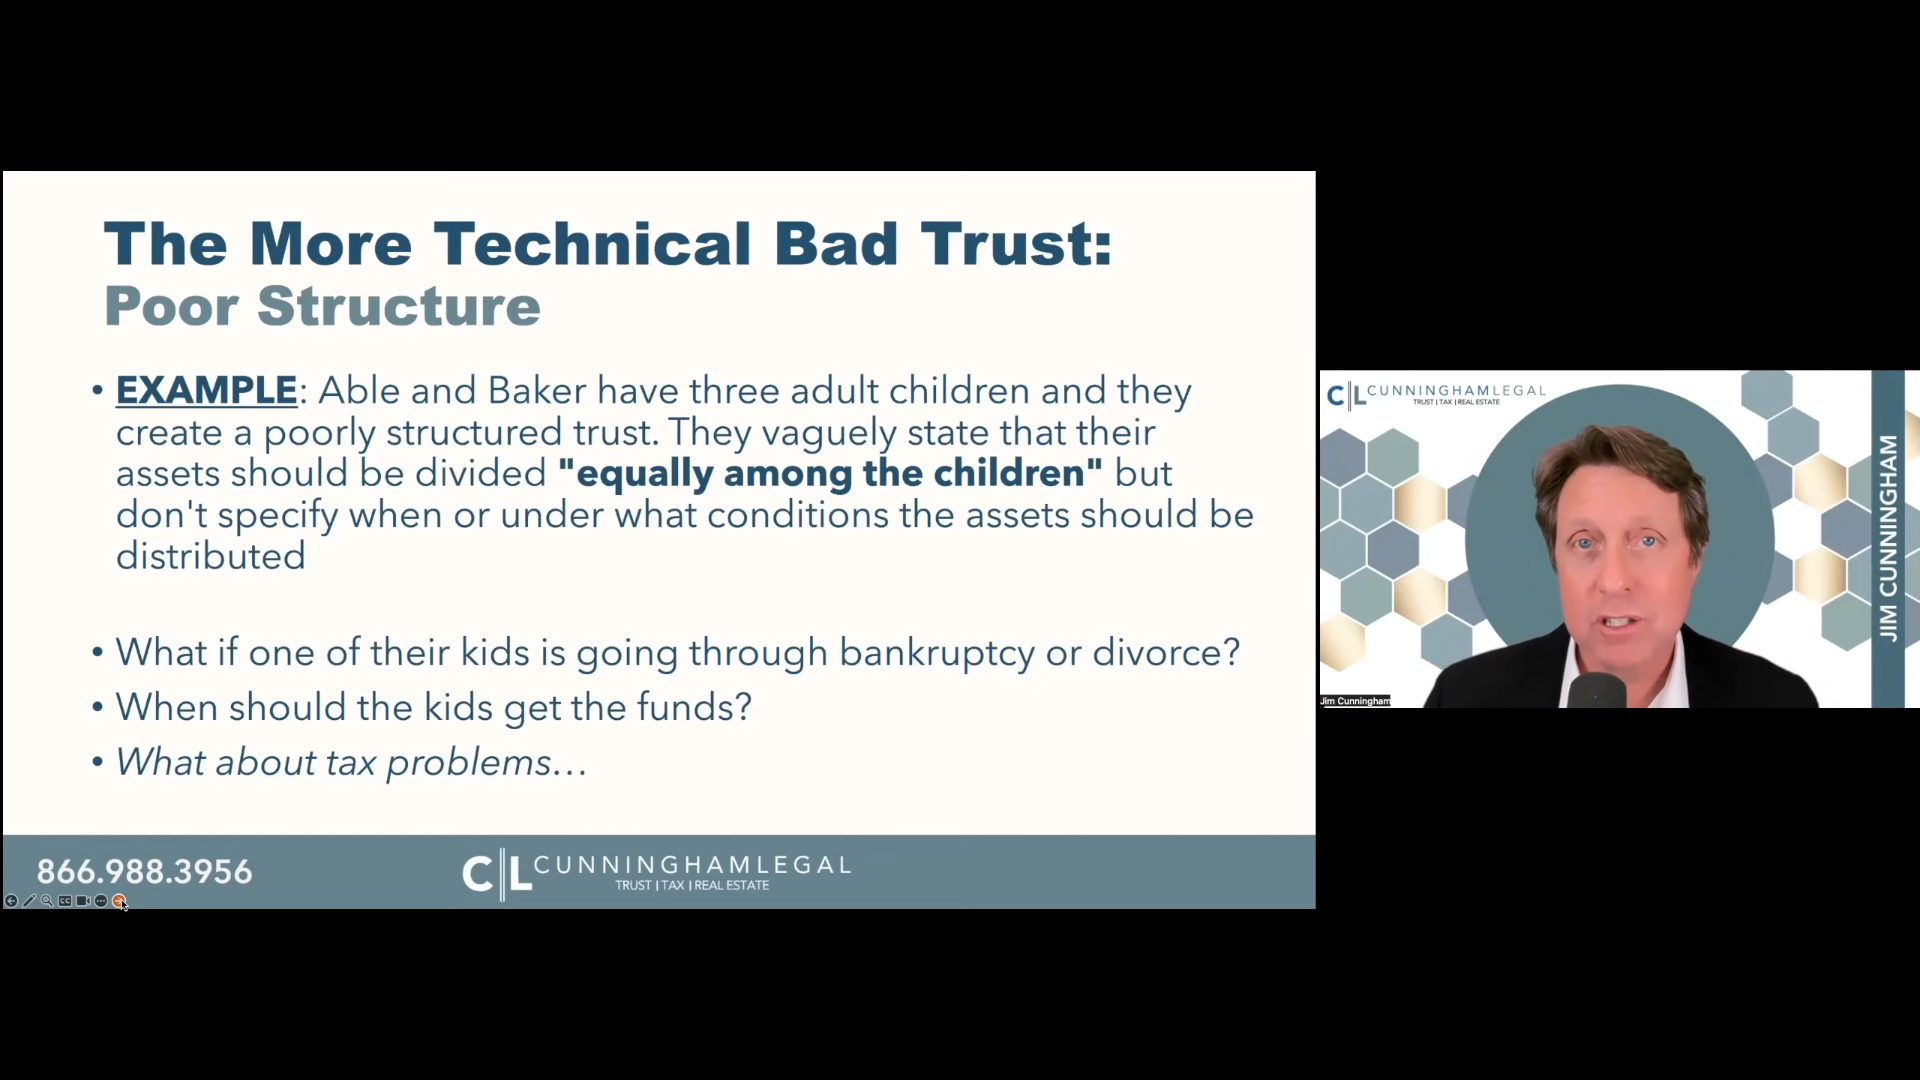 The More Technical Bad Trust:
Poor Structure
• EXAMPLE: Able and Baker have three adult children and they
create a poorly structured trust. They vaguely state that their
assets should be divided "equally among the children" but
don't specify when or under what conditions the assets should be
distributed
• What if one of their kids is going through bankruptcy or divorce?
• When should the kids get the funds?
• What about tax problems...
866.988.3956
CL CUNNINGHAMLEGAL
TRUST | TAX | REAL ESTATE
CC
CL CUNNINGHAMLEGAL
TRUST | TAX | REAL ESTATE
JIM CUNNINGHAM
Jim Cunningham